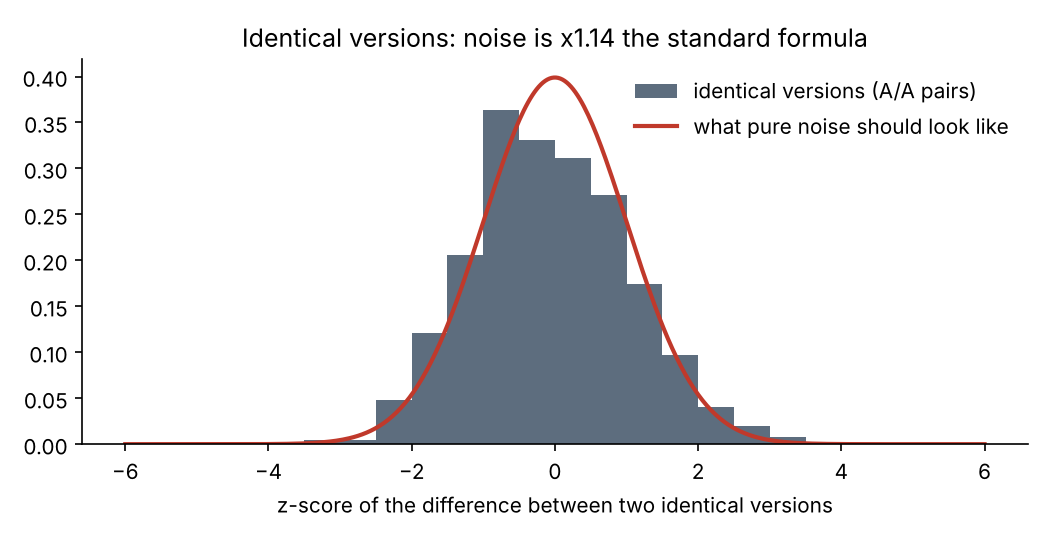 Identical versions: noise is x1.14 the standard formula
identical versions (A/A pairs)
what pure noise should look like
0.40
0.35
0.30
0.25
0.20
0.15
0.10
0.05
0.00
−6 −4 −2 0 2 4 6
z-score of the difference between two identical versions